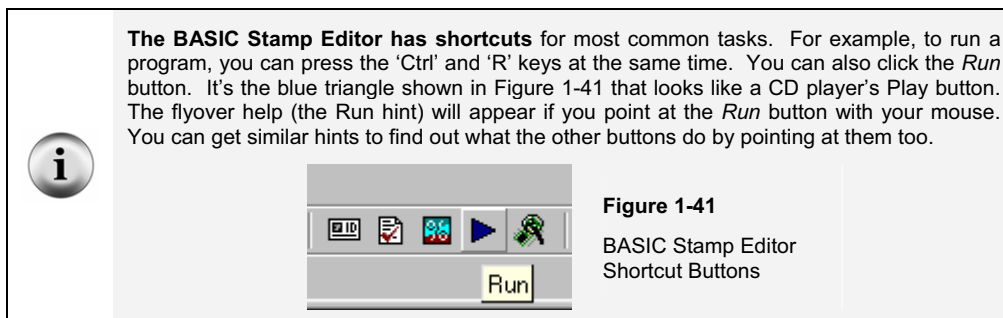 The BASIC Stamp Editor has shortcuts for most common tasks. For example, to run a
program, you can press the ‘Ctrl’ and ‘R’ keys at the same time. You can also click the Run
button. It’s the blue triangle shown in Figure 1-41 that looks like a CD player’s Play button.
The flyover help (the Run hint) will appear if you point at the Run button with your mouse.
You can get similar hints to find out what the other buttons do by pointing at them too.
i
ID
Run
Figure 1-41
BASIC Stamp Editor
Shortcut Buttons